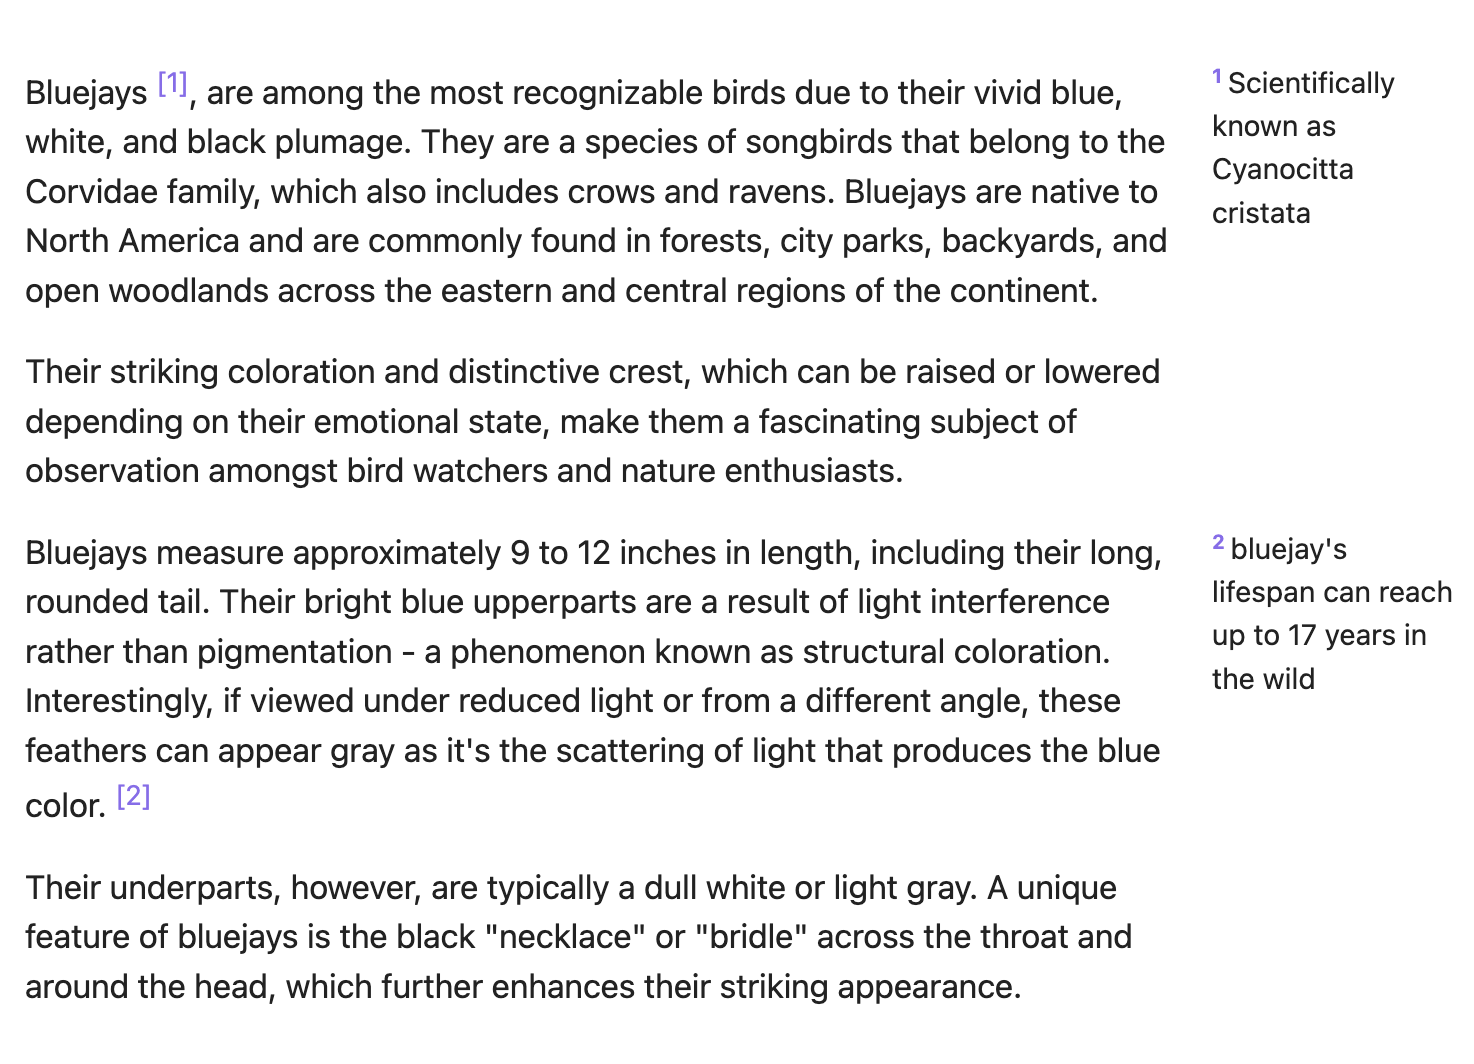 Bluejays [1], are among the most recognizable birds due to their vivid blue,
white, and black plumage. They are a species of songbirds that belong to the
Corvidae family, which also includes crows and ravens. Bluejays are native to
North America and are commonly found in forests, city parks, backyards, and
open woodlands across the eastern and central regions of the continent.
1 Scientifically
known as
Cyanocitta
cristata
Their striking coloration and distinctive crest, which can be raised or lowered
depending on their emotional state, make them a fascinating subject of
observation amongst bird watchers and nature enthusiasts.
Bluejays measure approximately 9 to 12 inches in length, including their long,
rounded tail. Their bright blue upperparts are a result of light interference
rather than pigmentation - a phenomenon known as structural coloration.
Interestingly, if viewed under reduced light or from a different angle, these
feathers can appear gray as it's the scattering of light that produces the blue
color. [2]
2 bluejay's
lifespan can reach
up to 17 years in
the wild
Their underparts, however, are typically a dull white or light gray. A unique
feature of bluejays is the black "necklace" or "bridle" across the throat and
around the head, which further enhances their striking appearance.